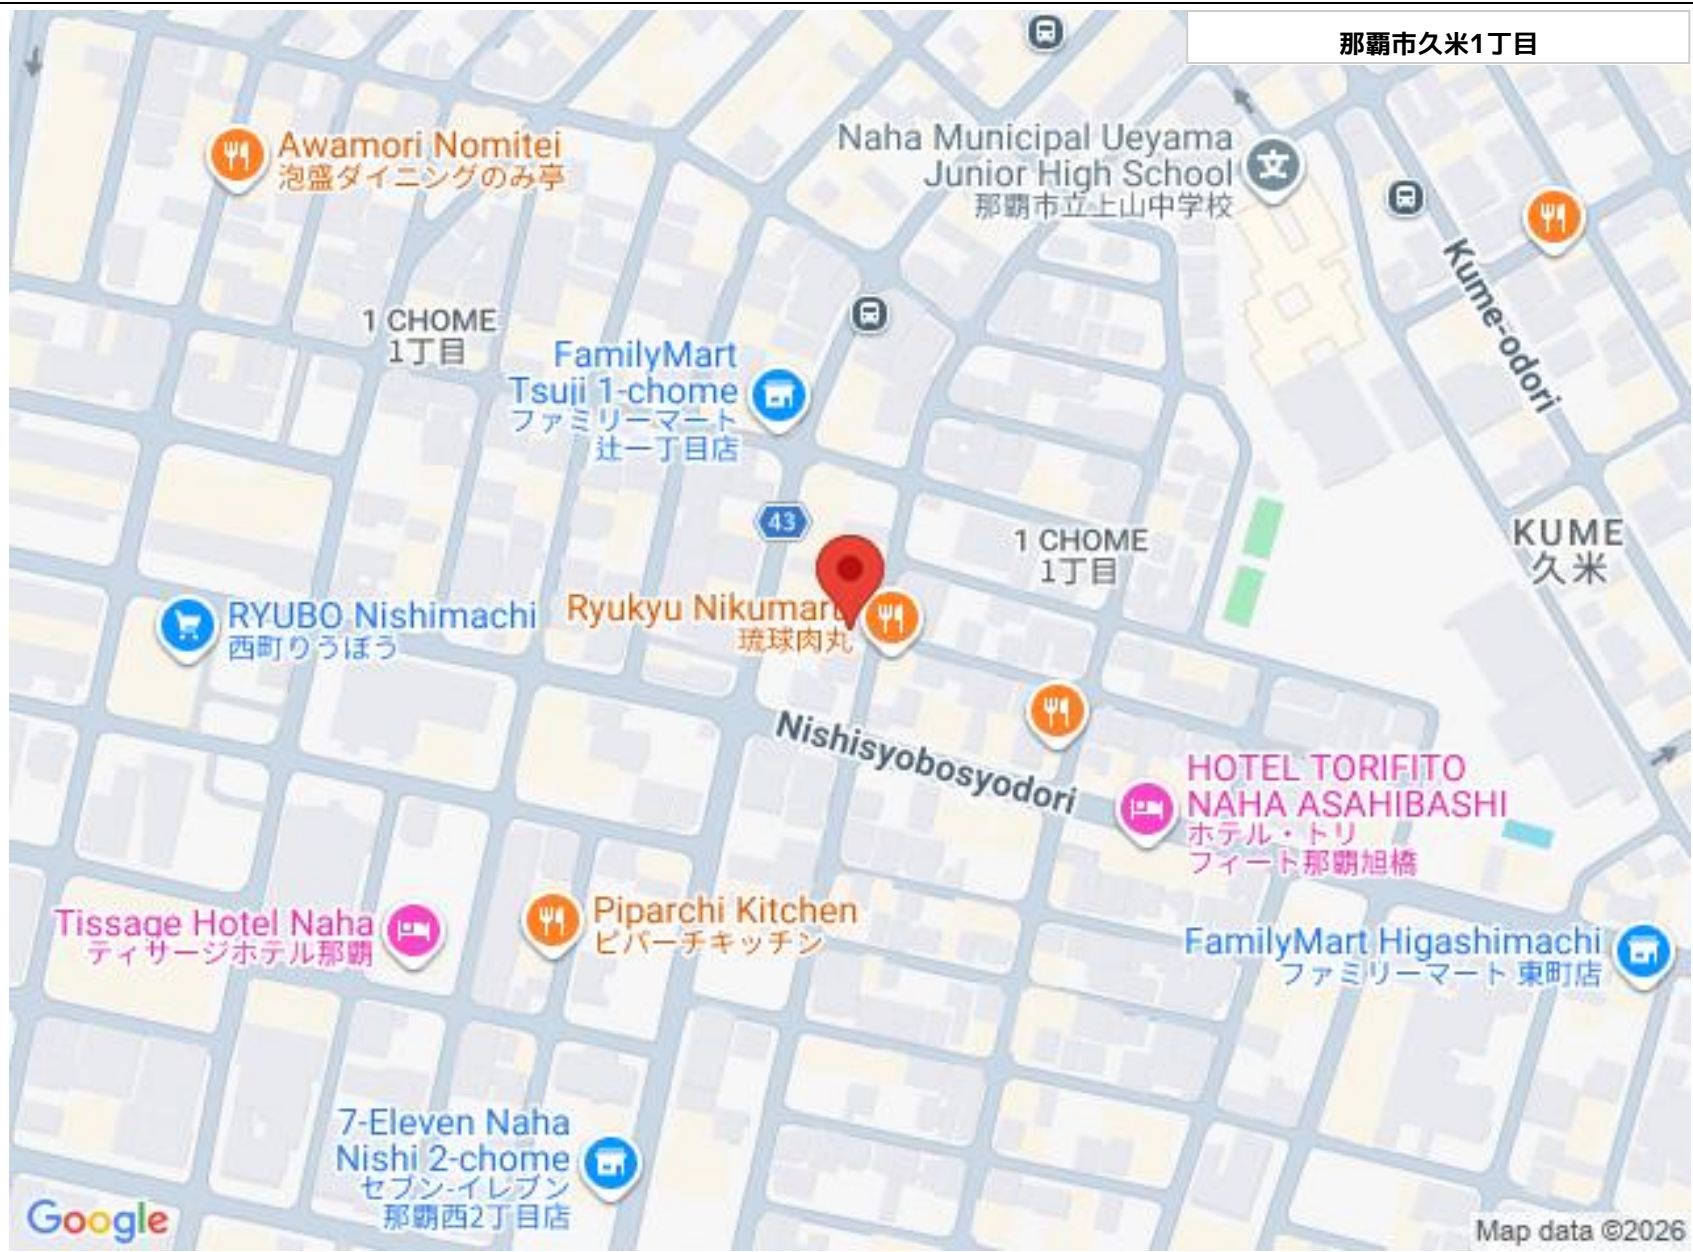 那覇市久米1丁目
Awamori Nomitei
泡盛ダイニングのみ亭
Naha Municipal Ueyama
Junior High School
那覇市立上山中学校
Kume-odori
1 CHOME
1丁目
FamilyMart
Tsuji 1-chome
ファミリーマート
辻一丁目店
43
1 CHOME
1丁目
KUME
久米
RYUBO Nishimachi
西町りうぼう
Ryukyu Nikumaru
琉球肉丸
Nishisyobosyodori
HOTEL TORIFITO
NAHA ASAHIBASHI
ホテル・トリ
フィート那覇旭橋
Tissage Hotel Naha
ティサージホテル那覇
Piparchi Kitchen
ピパーチキッチン
FamilyMart Higashimachi
ファミリーマート 東町店
7-Eleven Naha
Nishi 2-chome
セブン-イレブン
那覇西2丁目店
Google
Map data ©2026